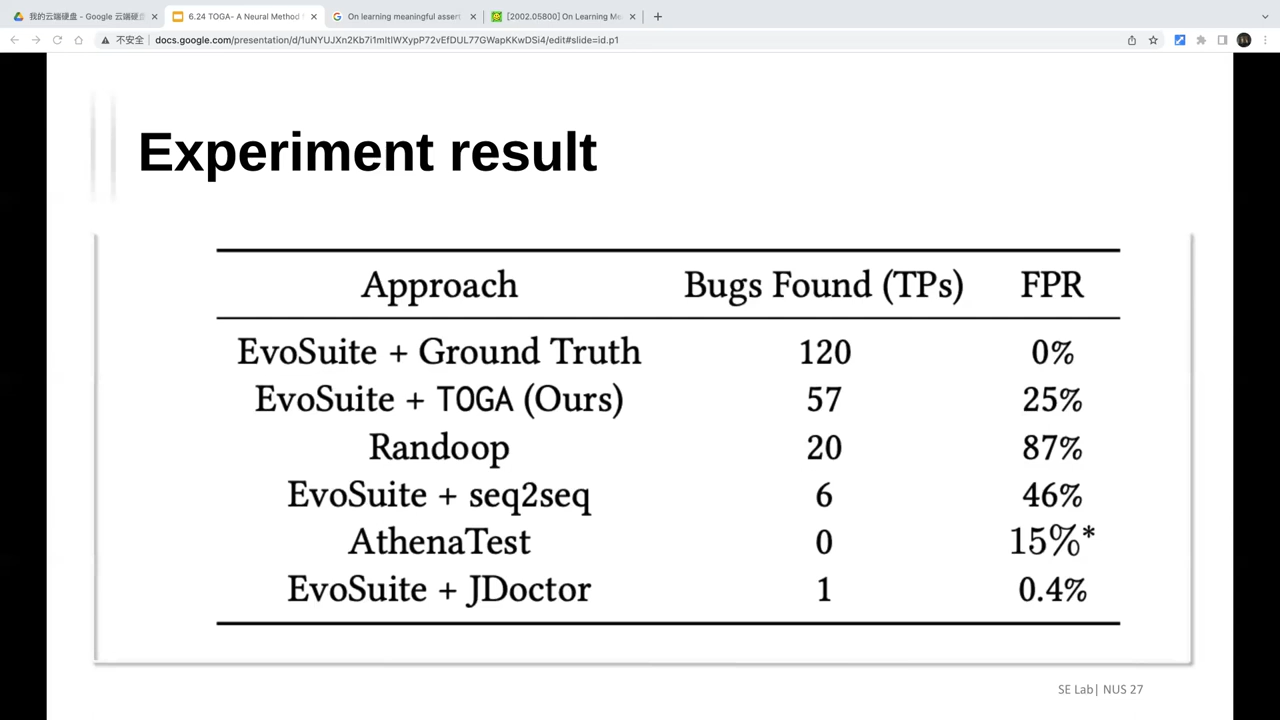 我的云端硬盘 - Google 云端硬盘
6.24 TOGA- A Neural Method
On learning meaningful assert
[2002.05800] On Learning Me
不安全
docs.google.com/presentation/d/1uNYUJXn2Kb7i1mItIWXypP72vEfDUL77GWapKKwDSi4/edit#slide=id.p1
Experiment result
Approach Bugs Found (TPs) FPR
EvoSuite + Ground Truth 120 0%
EvoSuite + TOGA (Ours) 57 25%
Randoop 20 87%
EvoSuite + seq2seq 6 46%
AthenaTest 0 15%*
EvoSuite + JDoctor 1 0.4%
SE Lab| NUS 27